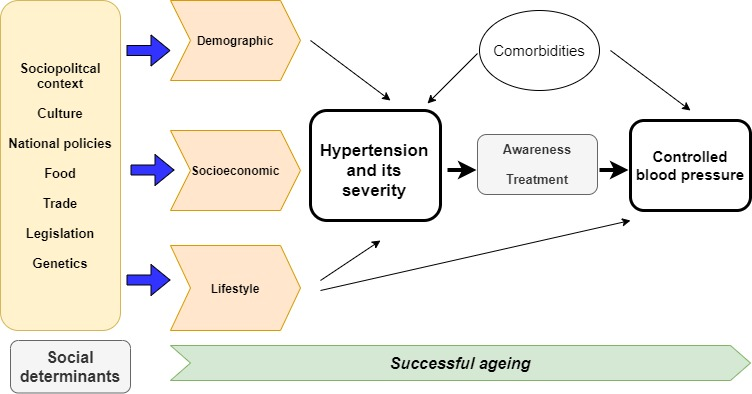 Sociopolitcal
context
Culture
National policies
Food
Trade
Legislation
Genetics
Social
determinants
Demographic
Socioeconomic
Lifestyle
Hypertension
and its
severity
Comorbidities
Awareness
Treatment
Controlled
blood pressure
Successful ageing